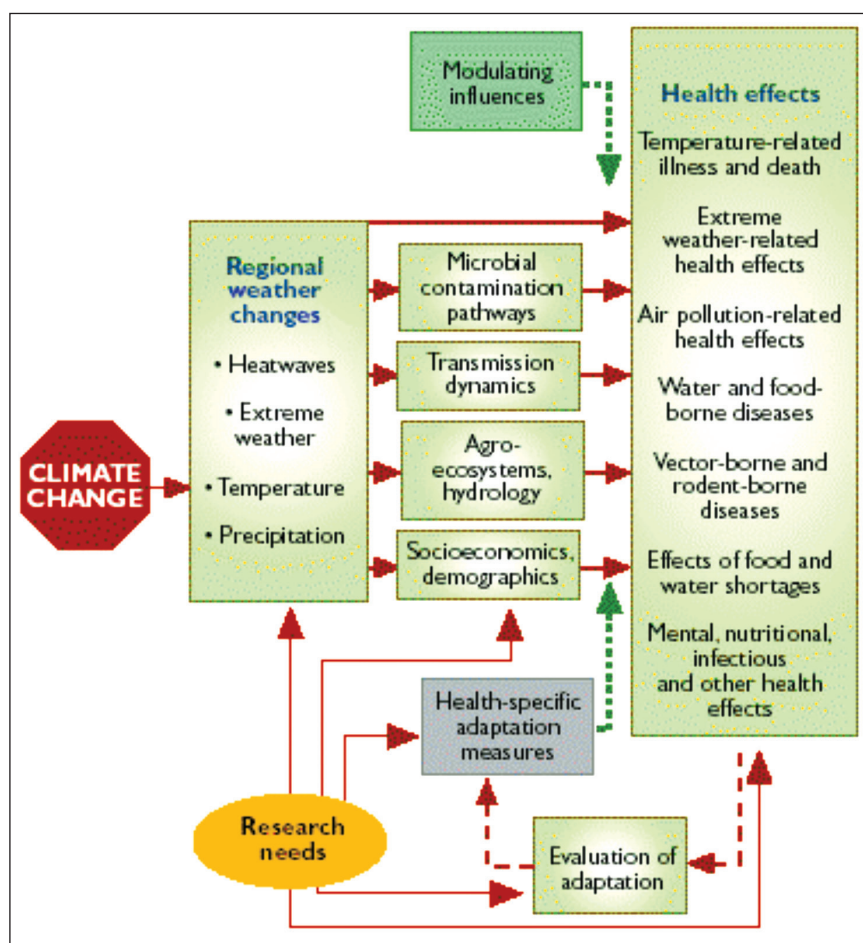 Modulating
influences
Health effects
Temperature-related
illness and death
Extreme
weather-related
health effects
Air pollution-related
health effects
Water and food-
borne diseases
Vector-borne and
rodent-borne
diseases
Effects of food and
water shortages
Mental, nutritional,
infectious
and other health
effects
Regional
weather
changes
• Heatwaves
• Extreme
weather
• Temperature
• Precipitation
Microbial
contamination
pathways
Transmission
dynamics
Agro-
ecosystems,
hydrology
Socioeconomics,
demographics
CLIMATE
CHANGE
Health-specific
adaptation
measures
Research
needs
Evaluation of
adaptation